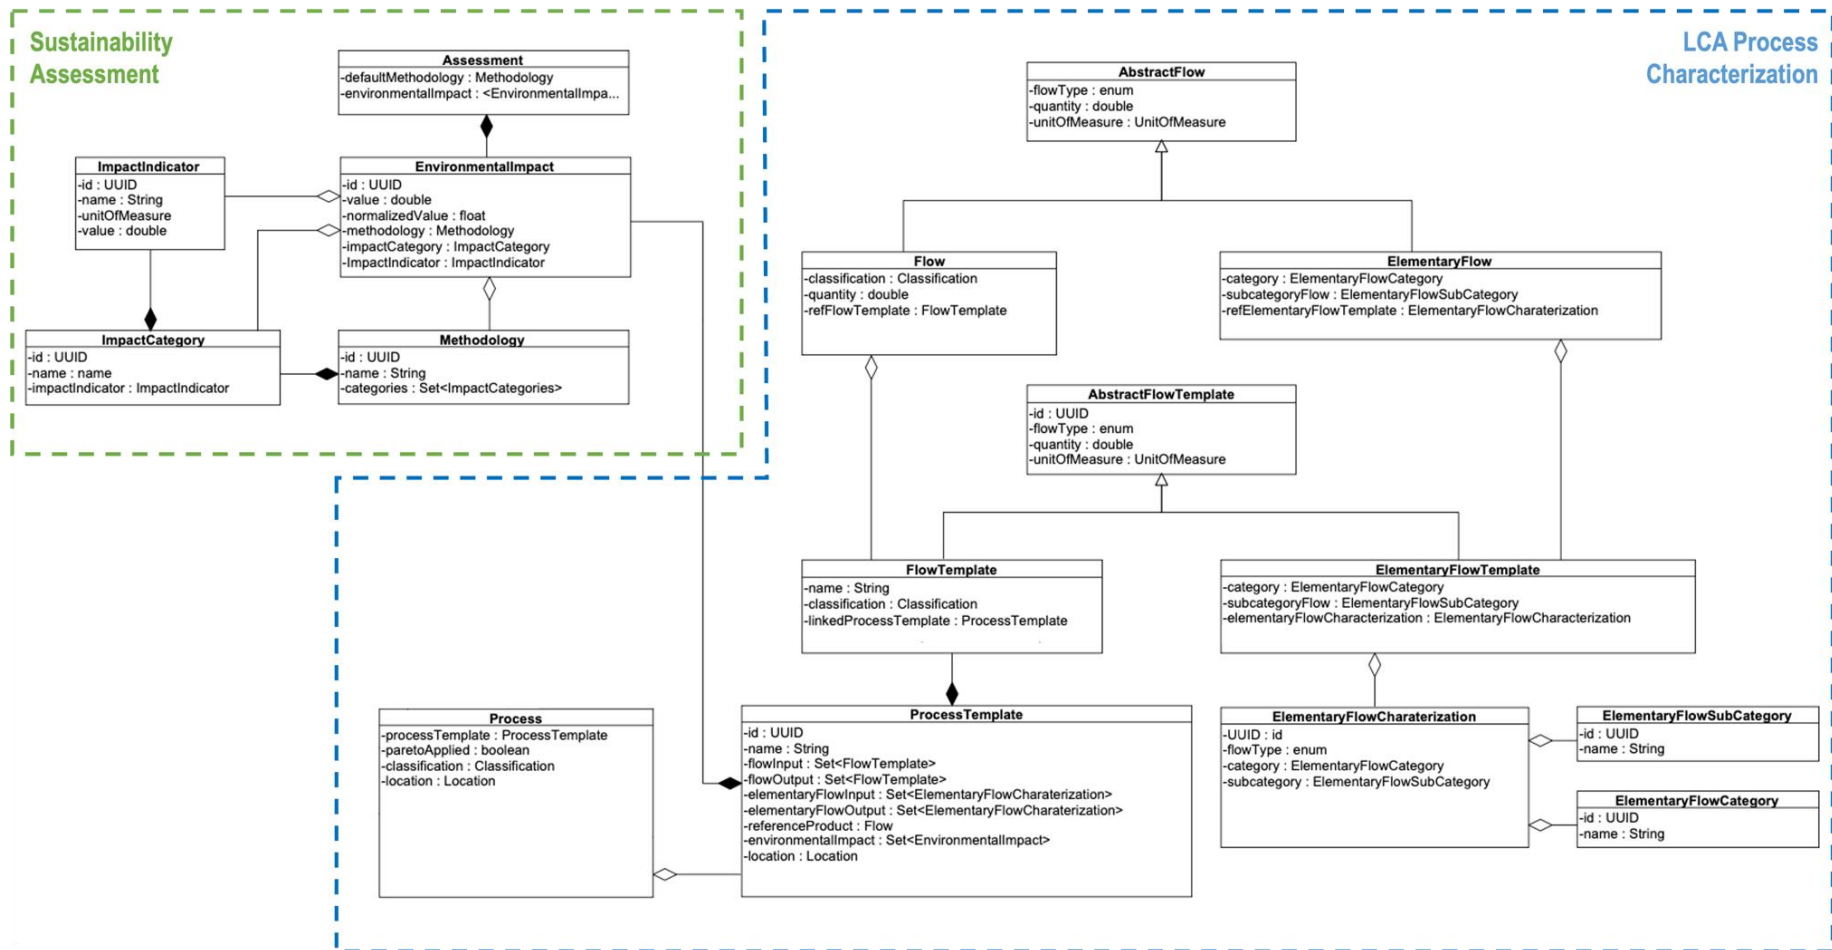 Sustainability
Assessment
Assessment
-defaultMethodology : Methodology
-environmentalImpact : <EnvironmentalImpa...
ImpactIndicator
-id : UUID
-name : String
-unitOfMeasure
-value : double
EnvironmentalImpact
-id : UUID
-value : double
-normalizedValue : float
-methodology : Methodology
-impactCategory : ImpactCategory
-ImpactIndicator : ImpactIndicator
ImpactCategory
-id : UUID
-name : name
-impactIndicator : ImpactIndicator
Methodology
-id : UUID
-name : String
-categories : Set<ImpactCategories>
LCA Process
Characterization
AbstractFlow
-flowType : enum
-quantity : double
-unitOfMeasure : UnitOfMeasure
Flow
-classification : Classification
-quantity : double
-refFlowTemplate : FlowTemplate
ElementaryFlow
-category : ElementaryFlowCategory
-subcategoryFlow : ElementaryFlowSubCategory
-refElementaryFlowTemplate : ElementaryFlowCharaterization
AbstractFlowTemplate
-id : UUID
-flowType : enum
-quantity : double
-unitOfMeasure : UnitOfMeasure
FlowTemplate
-name : String
-classification : Classification
-linkedProcessTemplate : ProcessTemplate
ElementaryFlowTemplate
-category : ElementaryFlowCategory
-subcategoryFlow : ElementaryFlowSubCategory
-elementaryFlowCharacterization : ElementaryFlowCharacterization
Process
-processTemplate : ProcessTemplate
-paretoApplied : boolean
-classification : Classification
-location : Location
ProcessTemplate
-id : UUID
-name : String
-flowInput : Set<FlowTemplate>
-flowOutput : Set<FlowTemplate>
-elementaryFlowInput : Set<ElementaryFlowCharaterization>
-elementaryFlowOutput : Set<ElementaryFlowCharaterization>
-referenceProduct : Flow
-environmentalImpact : Set<EnvironmentalImpact>
-location : Location
ElementaryFlowCharaterization
-UUID : id
-flowType : enum
-category : ElementaryFlowCategory
-subcategory : ElementaryFlowSubCategory
ElementaryFlowSubCategory
-id : UUID
-name : String
ElementaryFlowCategory
-id : UUID
-name : String